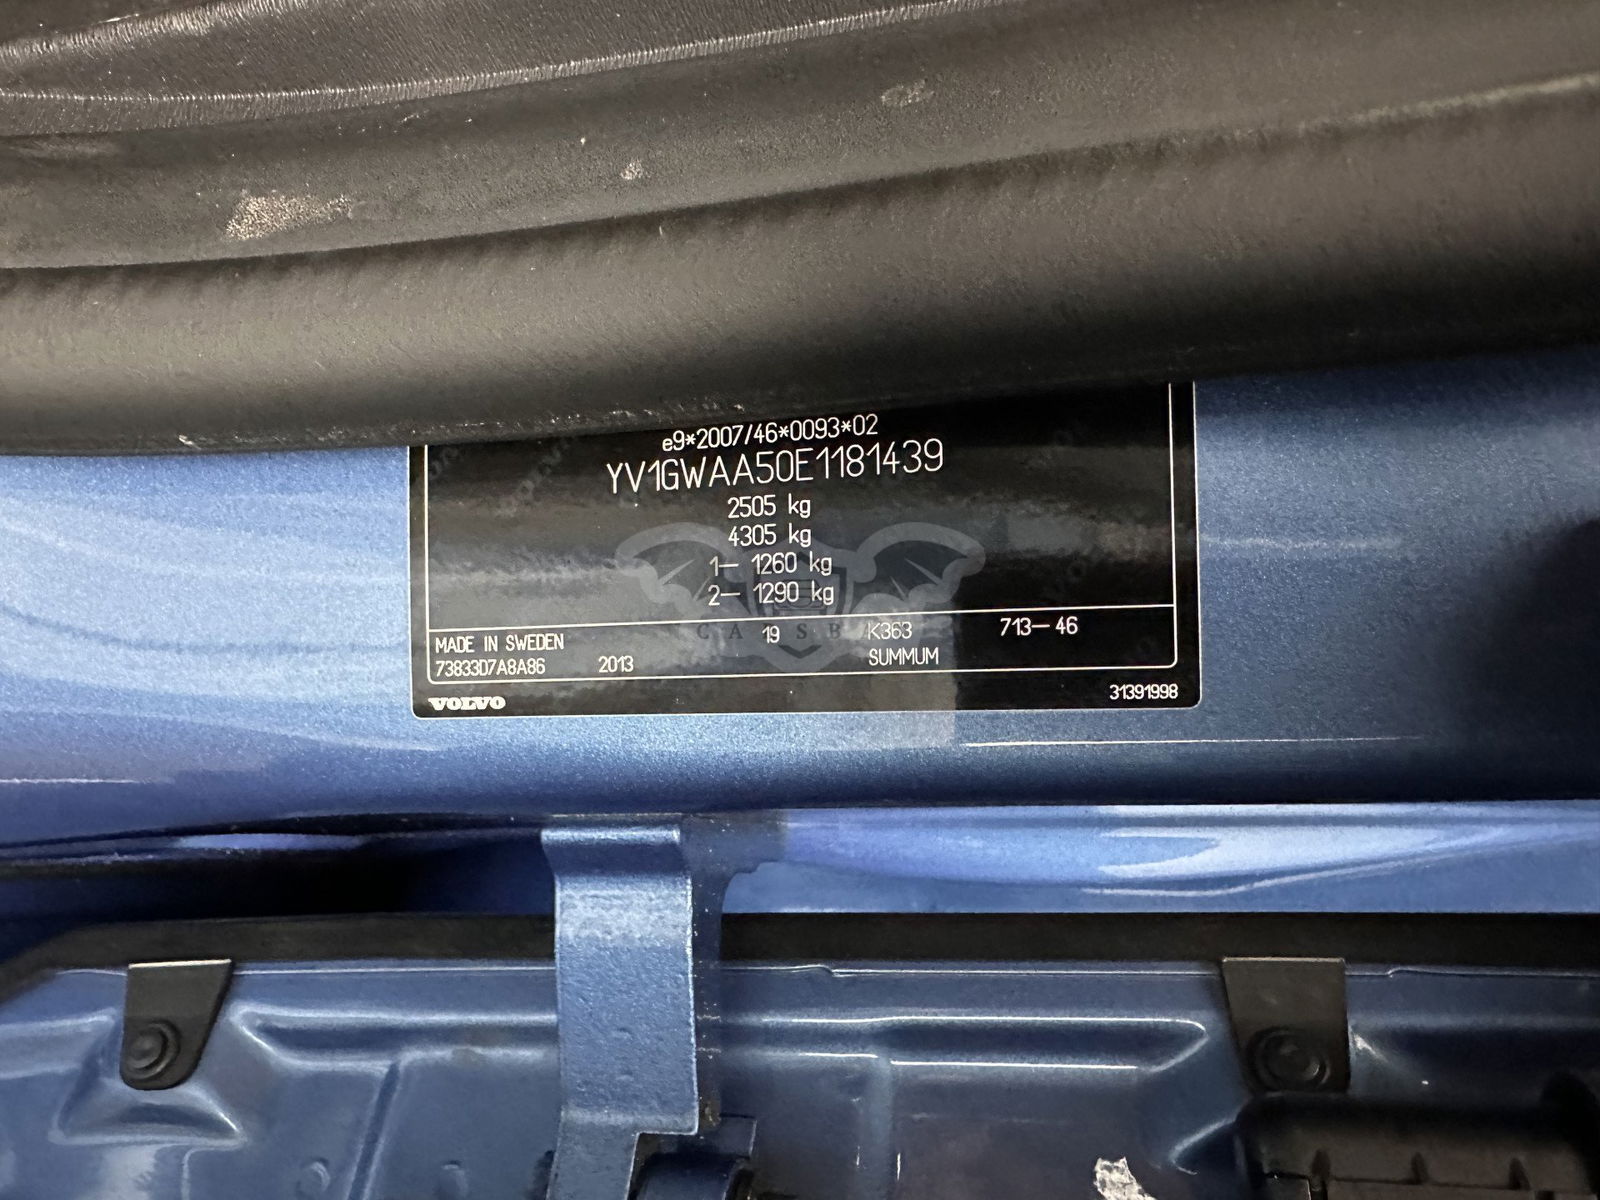 e9*2007/46*0093*02
YV1GWAA50E1181439
2505 kg
4305 kg
1– 1260 kg
2– 1290 kg
MADE IN SWEDEN 19 K363 713–46
73833D7A8A86 2013 SUMMUM
VOLVO 31391998